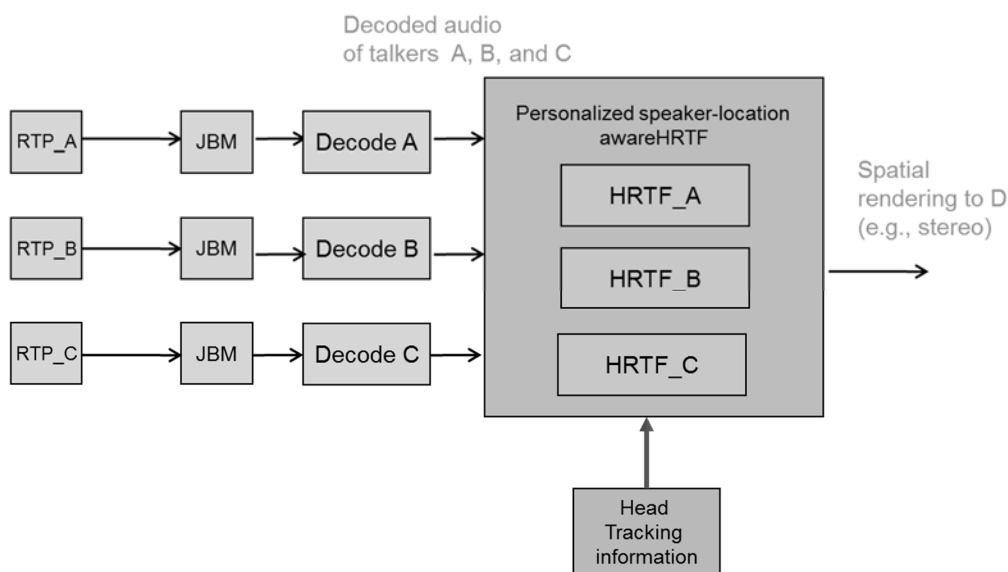 Decoded audio
of talkers A, B, and C
Personalized speaker-location
awareHRTF
RTP_A
JBM
Decode A
HRTF_A
Spatial
rendering to D
(e.g., stereo)
RTP_B
JBM
Decode B
HRTF_B
RTP_C
JBM
Decode C
HRTF_C
Head
Tracking
information